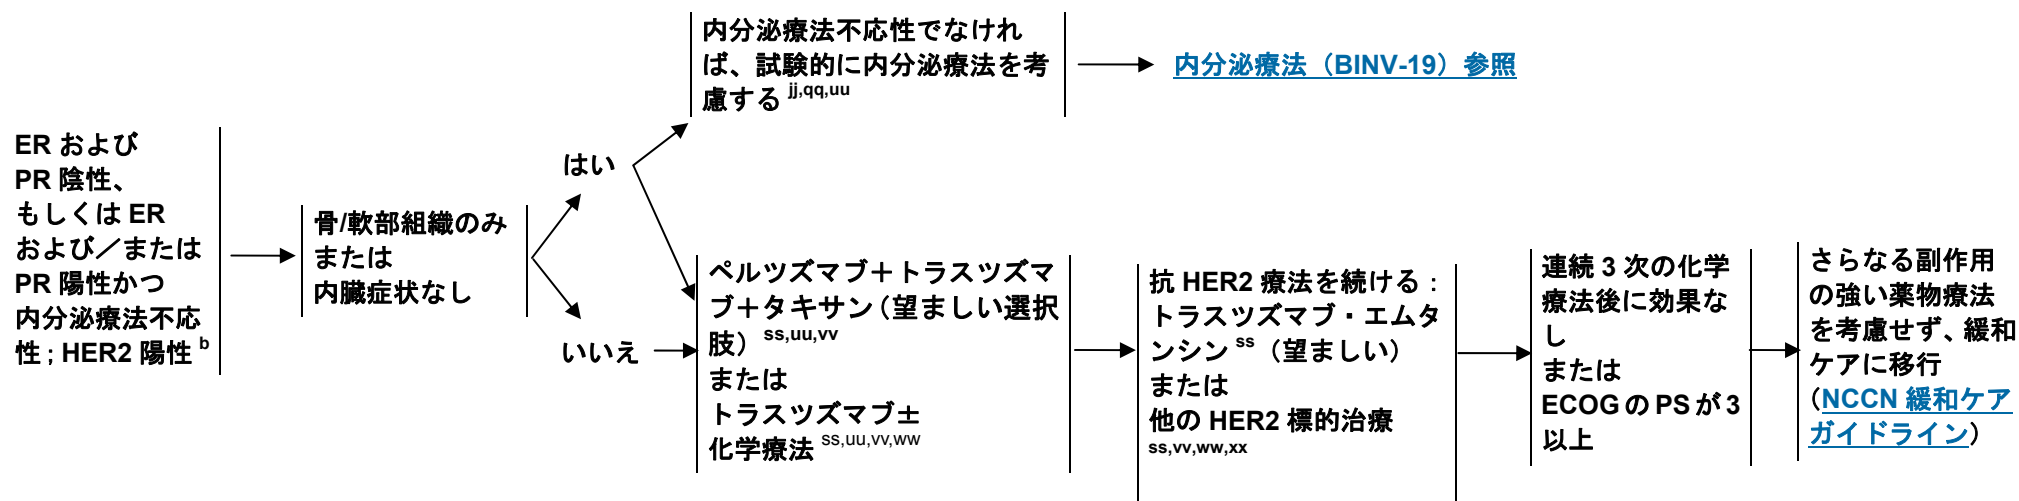 ER および
PR 陰性、
もしくは ER
および／または
PR 陽性かつ
内分泌療法不応
性；HER2 陽性 b
骨/軟部組織のみ
または
内臓症状なし
はい
いいえ
内分泌療法不応性でなけれ
ば、試験的に内分泌療法を考
慮する jj,qq,uu
内分泌療法（BINV-19）参照
ペルツズマブ＋トラスツズマ
ブ＋タキサン（望ましい選択
肢） ss,uu,vv
または
トラスツズマブ±
化学療法 ss,uu,vv,ww
抗 HER2 療法を続ける：
トラスツズマブ・エムタ
ンシン ss （望ましい）
または
他の HER2 標的治療
ss,vv,ww,xx
連続 3 次の化学
療法後に効果な
し
または
ECOG の PS が 3
以上
さらなる副作用
の強い薬物療法
を考慮せず、緩和
ケアに移行
（NCCN 緩和ケア
ガイドライン）